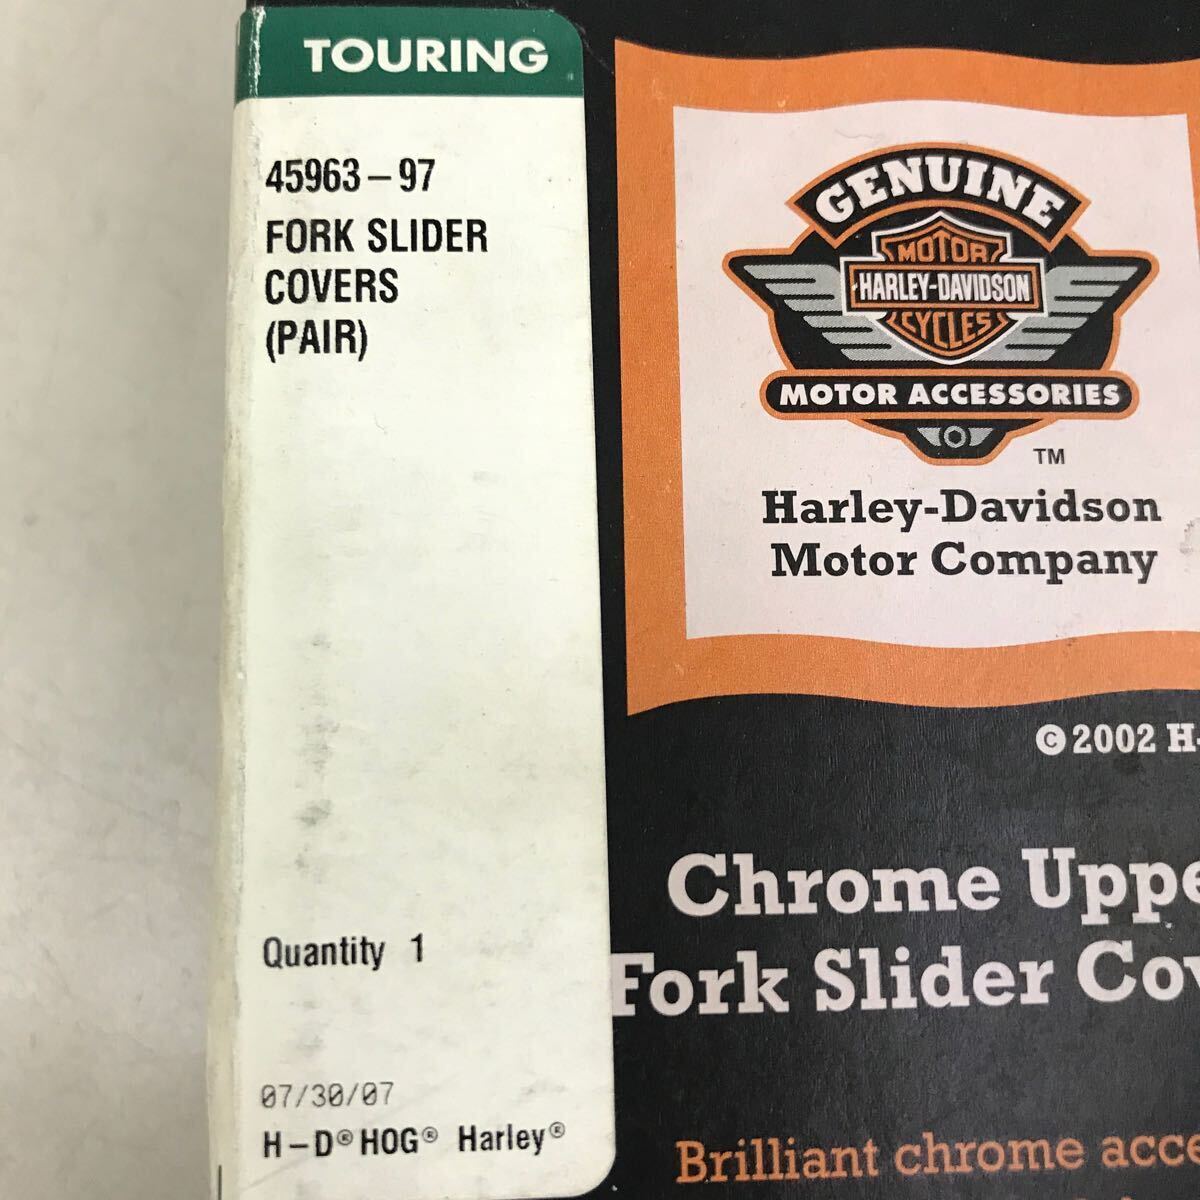 TOURING
45963-97
FORK SLIDER
COVERS
(PAIR)
Quantity 1
07/30/07
H-D® HOG® Harley®
GENUINE
MOTOR
HARLEY-DAVIDSON
CYCLES
MOTOR ACCESSORIES
TM
Harley-Davidson
Motor Company
© 2002 H-
Chrome Uppe
Fork Slider Cov
Brilliant chrome acce